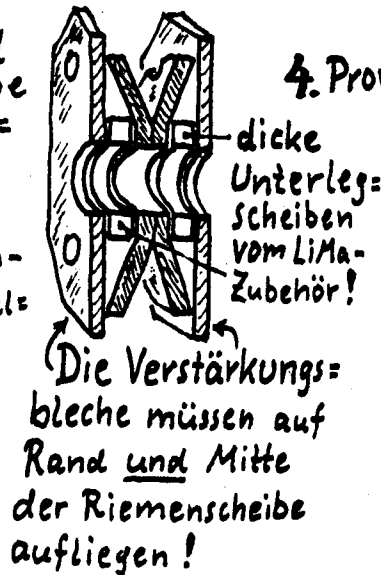 4. Pro
dicke
Unterleg=
scheiben
vom LiMa-
Zubehör!
Die Verstärkungs=
bleche müssen auf
Rand und Mitte
der Riemenscheibe
aufliegen!